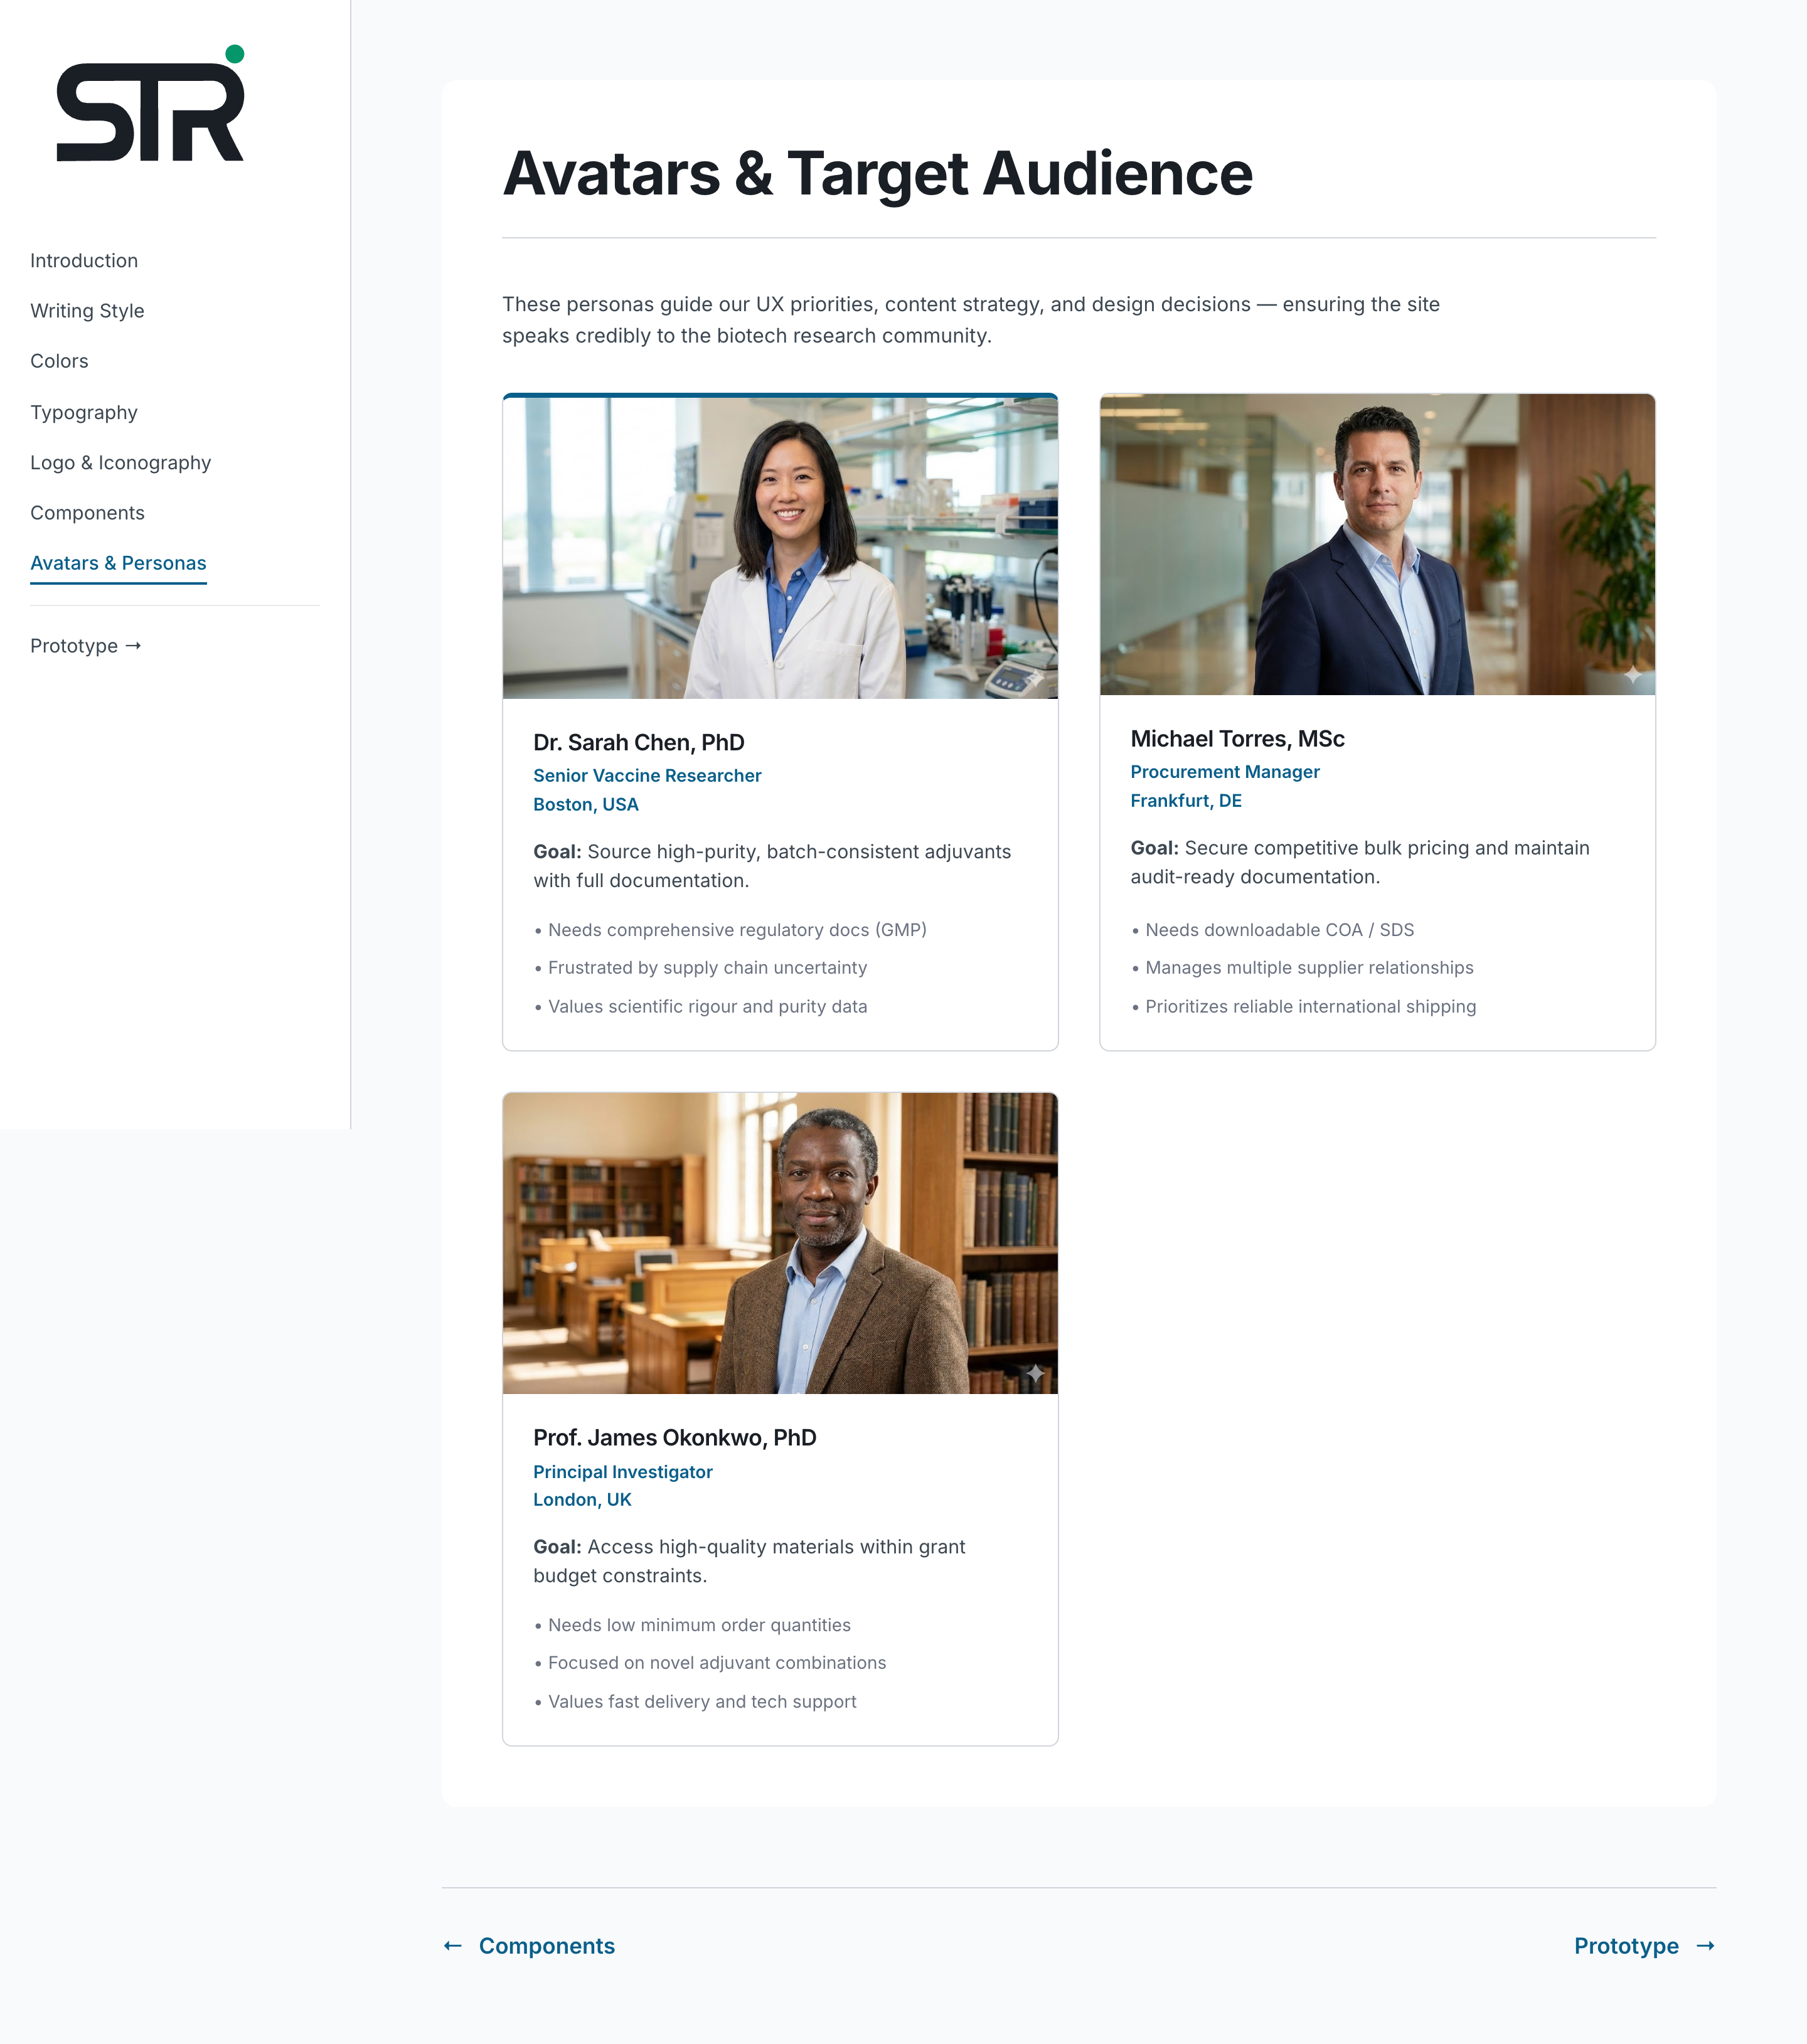 STR
Introduction
Writing Style
Colors
Typography
Logo & Iconography
Components
Avatars & Personas
Prototype →
Avatars & Target Audience
These personas guide our UX priorities, content strategy, and design decisions — ensuring the site
speaks credibly to the biotech research community.
Dr. Sarah Chen, PhD
Senior Vaccine Researcher
Boston, USA
Goal: Source high-purity, batch-consistent adjuvants
with full documentation.
• Needs comprehensive regulatory docs (GMP)
• Frustrated by supply chain uncertainty
• Values scientific rigour and purity data
Michael Torres, MSc
Procurement Manager
Frankfurt, DE
Goal: Secure competitive bulk pricing and maintain
audit-ready documentation.
• Needs downloadable COA / SDS
• Manages multiple supplier relationships
• Prioritizes reliable international shipping
Prof. James Okonkwo, PhD
Principal Investigator
London, UK
Goal: Access high-quality materials within grant
budget constraints.
• Needs low minimum order quantities
• Focused on novel adjuvant combinations
• Values fast delivery and tech support
← Components
Prototype →